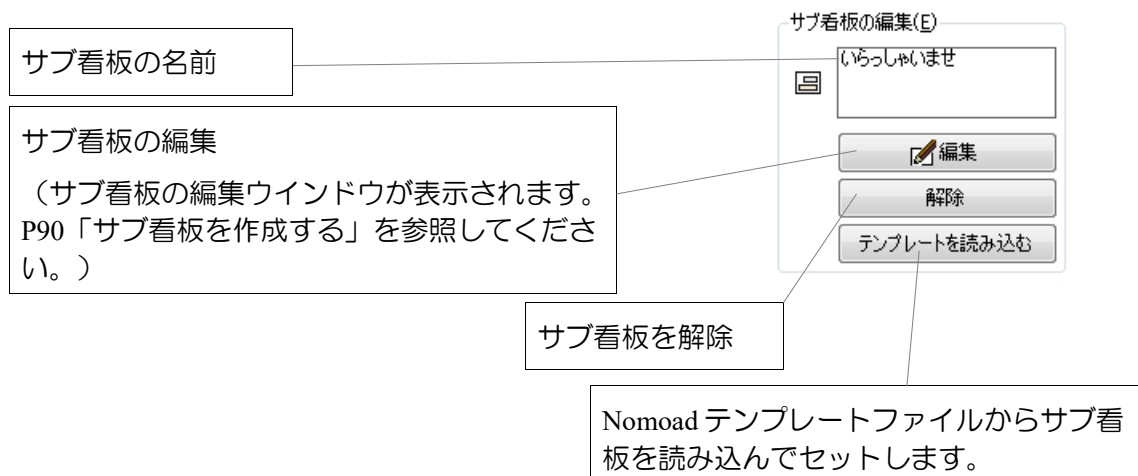 サブ看板の編集(E)
サブ看板の名前
いらっしゃいませ
サブ看板の編集
（サブ看板の編集ウインドウが表示されます。
P90「サブ看板を作成する」を参照してくださ
い。）
編集
解除
テンプレートを読み込む
サブ看板を解除
Nomoad テンプレートファイルからサブ看
板を読み込んでセットします。